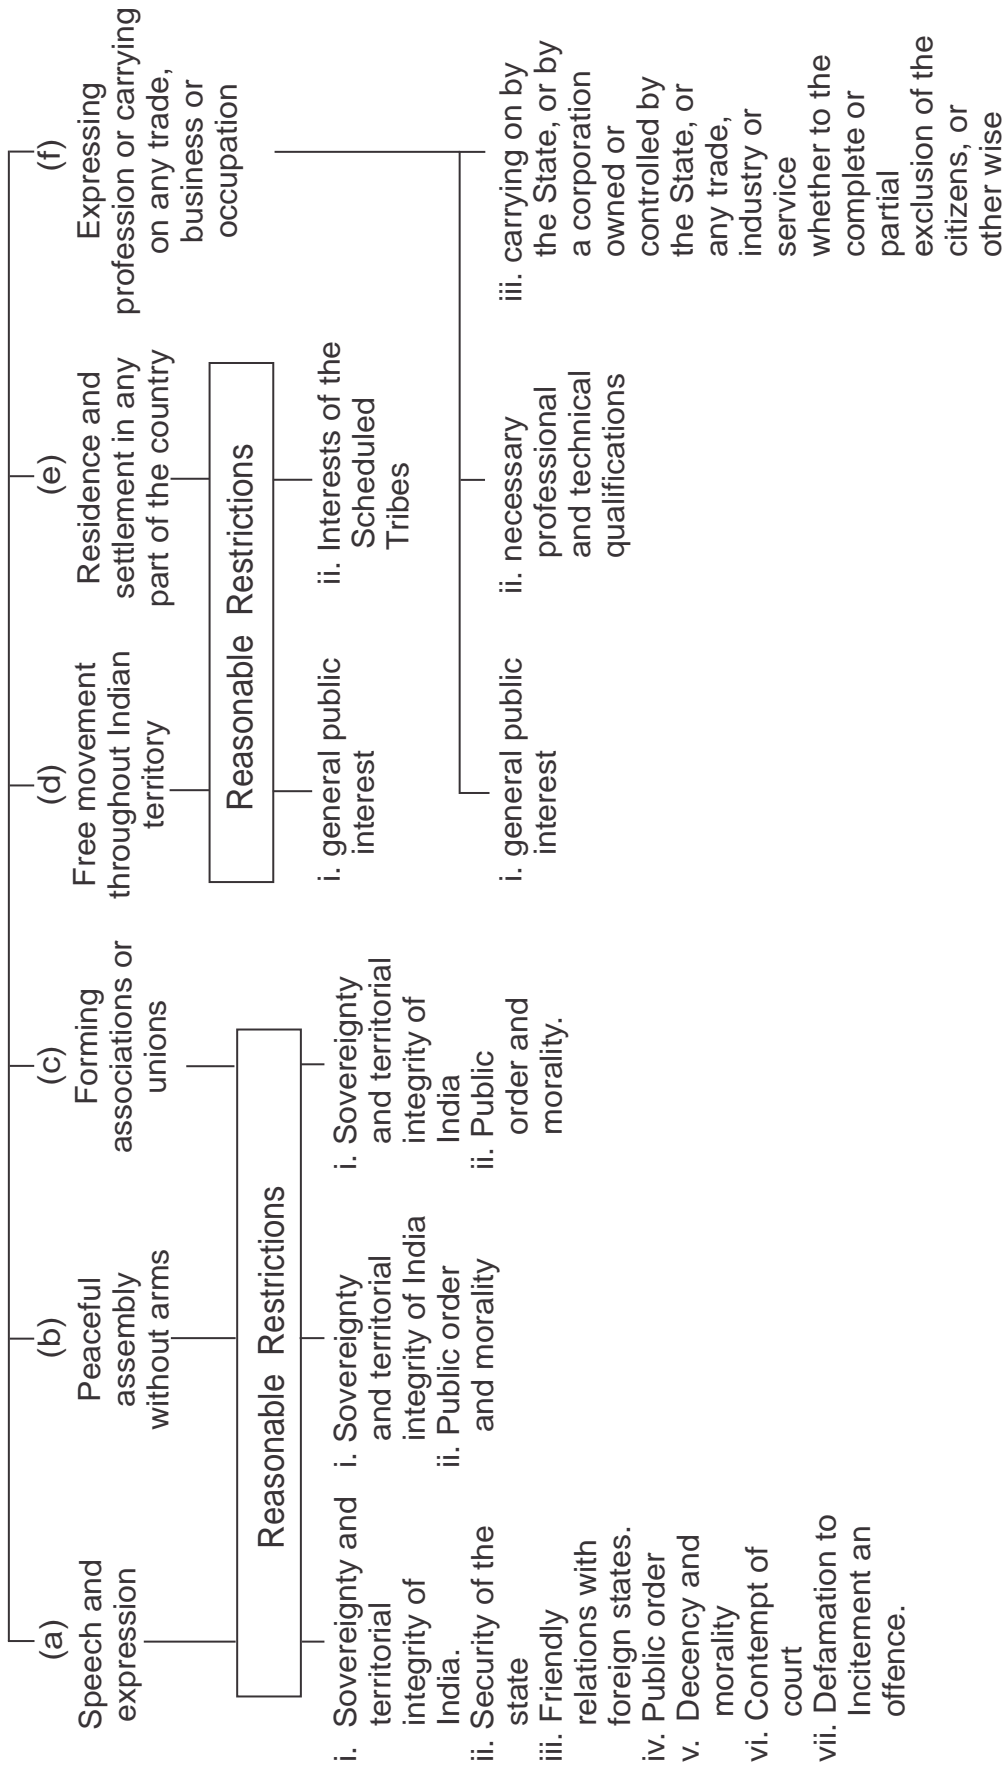 (a)
Speech and
expression
(b)
Peaceful
assembly
without arms
(c)
Forming
associations or
unions
(d)
Free movement
throughout Indian
territory
(e)
Residence and
settlement in any
part of the country
(f)
Expressing
profession or carrying
on any trade,
business or
occupation
Reasonable Restrictions
i. Sovereignty and
territorial
integrity of
India.
ii. Security of the
state
iii. Friendly
relations with
foreign states.
iv. Public order
v. Decency and
morality
vi. Contempt of
court
vii. Defamation to
Incitement an
offence.
i. Sovereignty
and territorial
integrity of India
ii. Public order
and morality
i. Sovereignty
and territorial
integrity of
India
ii. Public
order and
morality.
Reasonable Restrictions
i. general public
interest
ii. Interests of the
Scheduled
Tribes
i. general public
interest
ii. necessary
professional
and technical
qualifications
iii. carrying on by
the State, or by
a corporation
owned or
controlled by
the State, or
any trade,
industry or
service
whether to the
complete or
partial
exclusion of the
citizens, or
other wise